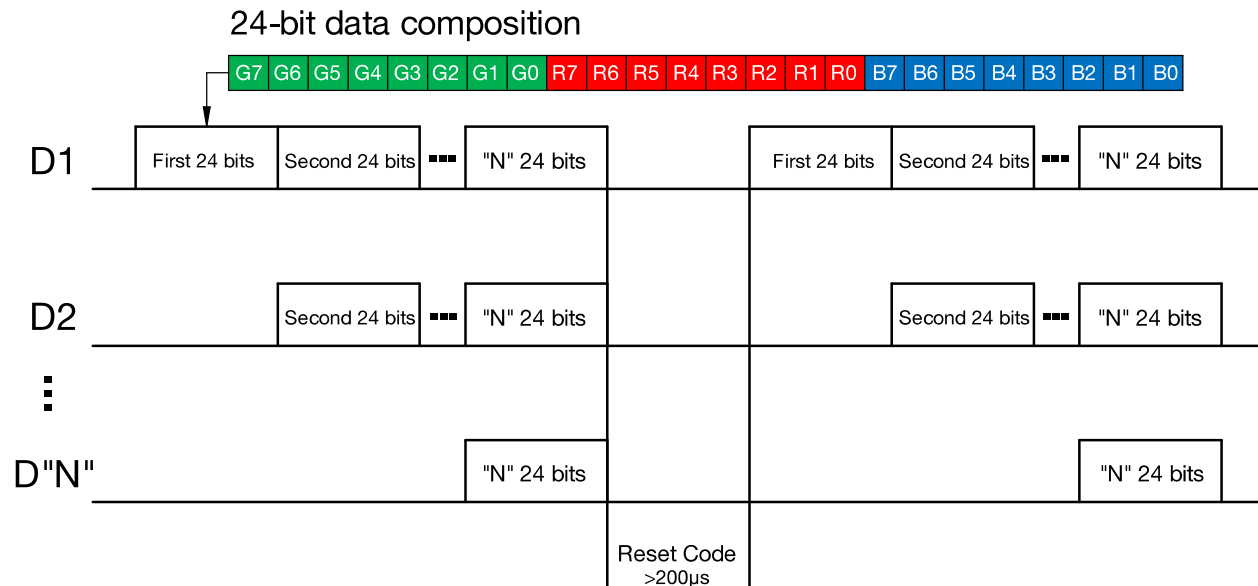 24-bit data composition
G7 G6 G5 G4 G3 G2 G1 G0 R7 R6 R5 R4 R3 R2 R1 R0 B7 B6 B5 B4 B3 B2 B1 B0
D1 First 24 bits Second 24 bits "N" 24 bits First 24 bits Second 24 bits "N" 24 bits
D2 Second 24 bits "N" 24 bits Second 24 bits "N" 24 bits
D"N" "N" 24 bits "N" 24 bits
Reset Code
>200µs